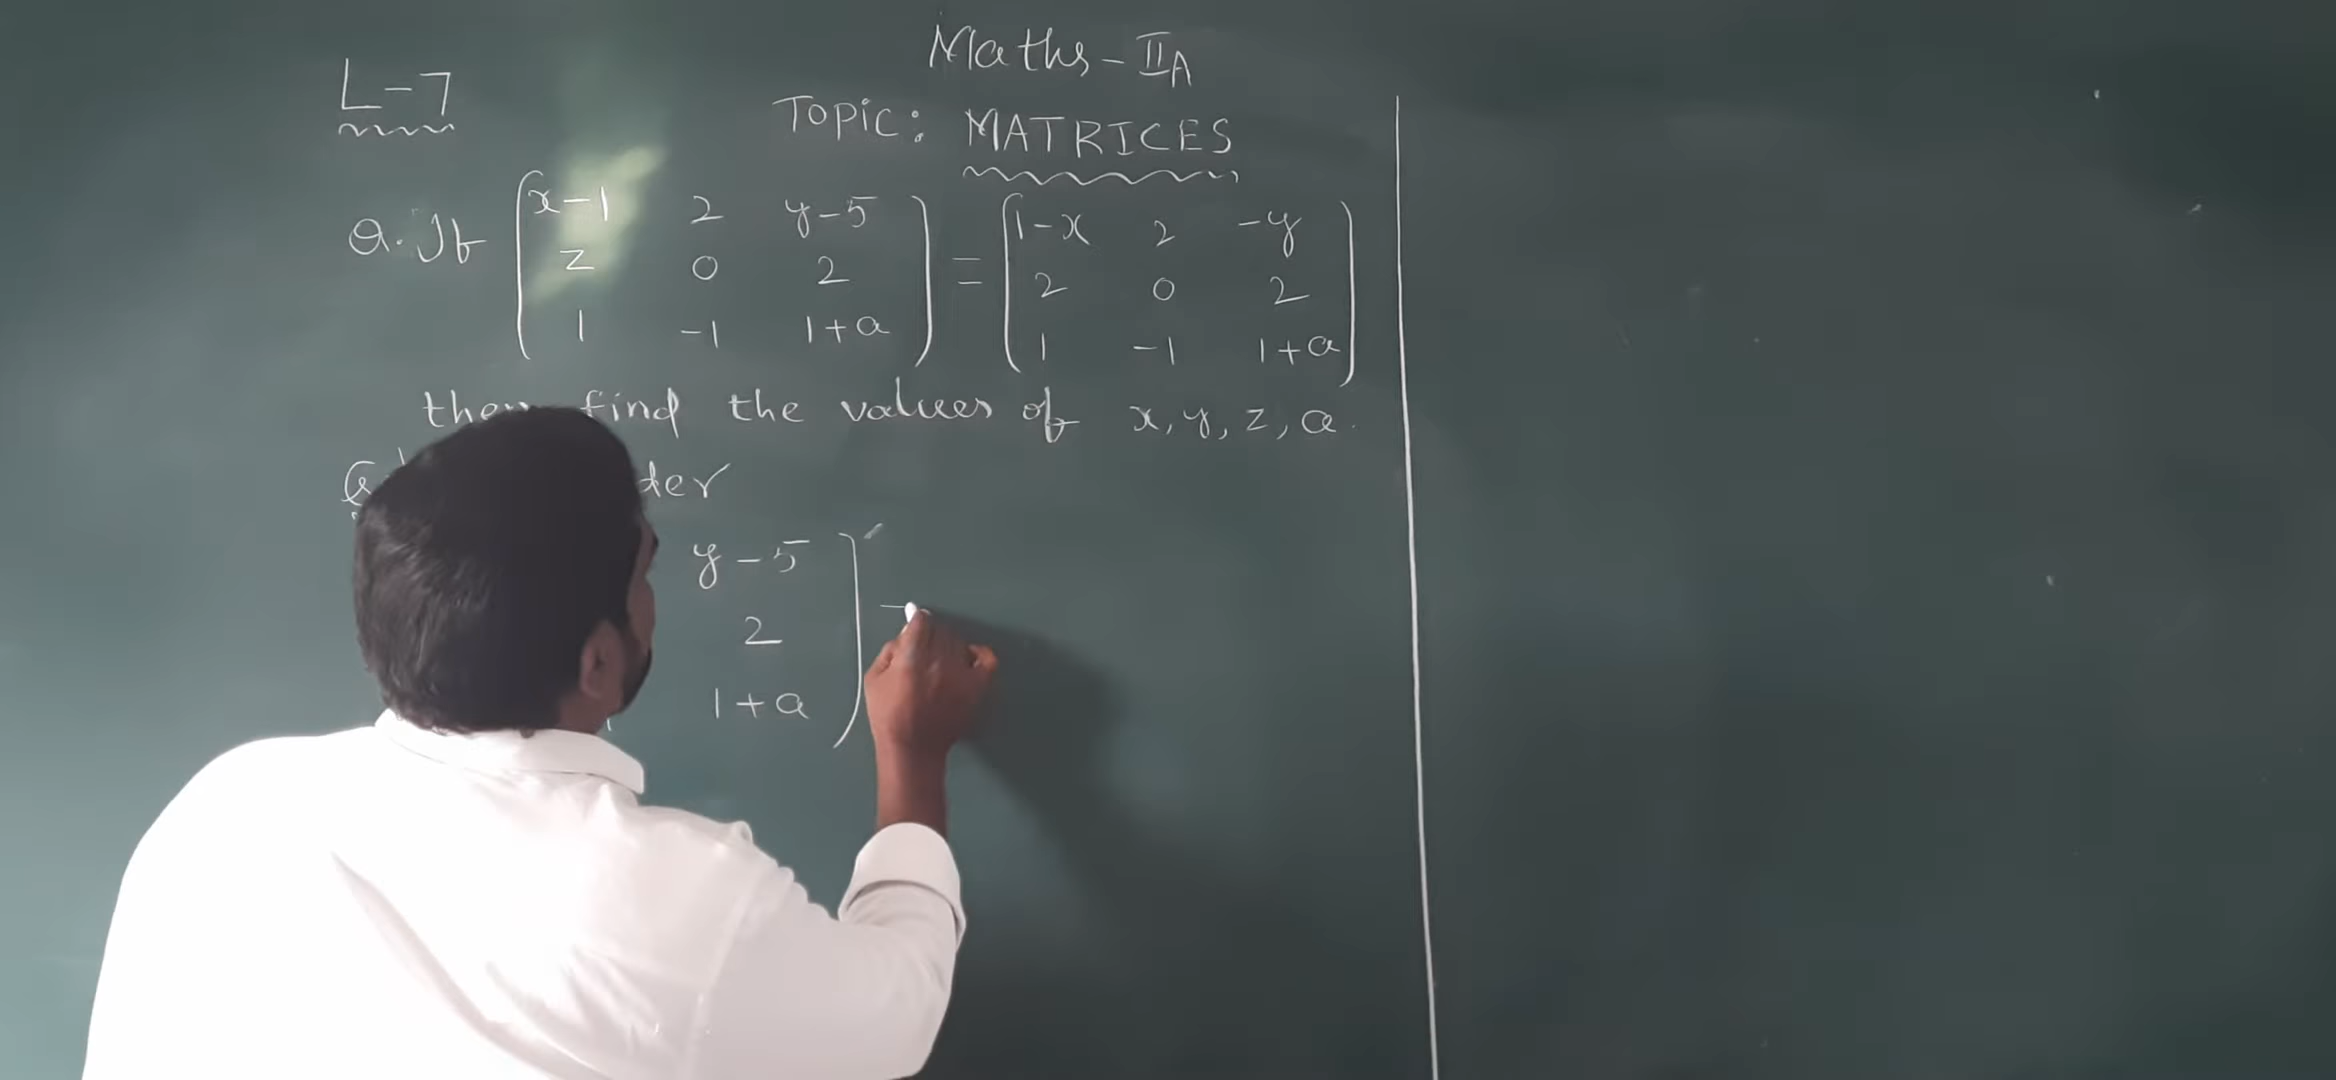 Maths - IIA
L-7
Topic: MATRICES
Q. If [x-1 2 y-5] = [1-x 2 -y]
[z 0 2] [2 0 2]
[1 -1 1+a] [1 -1 1+a]
then find the values of x, y, z, a.
y-5
2
1+a